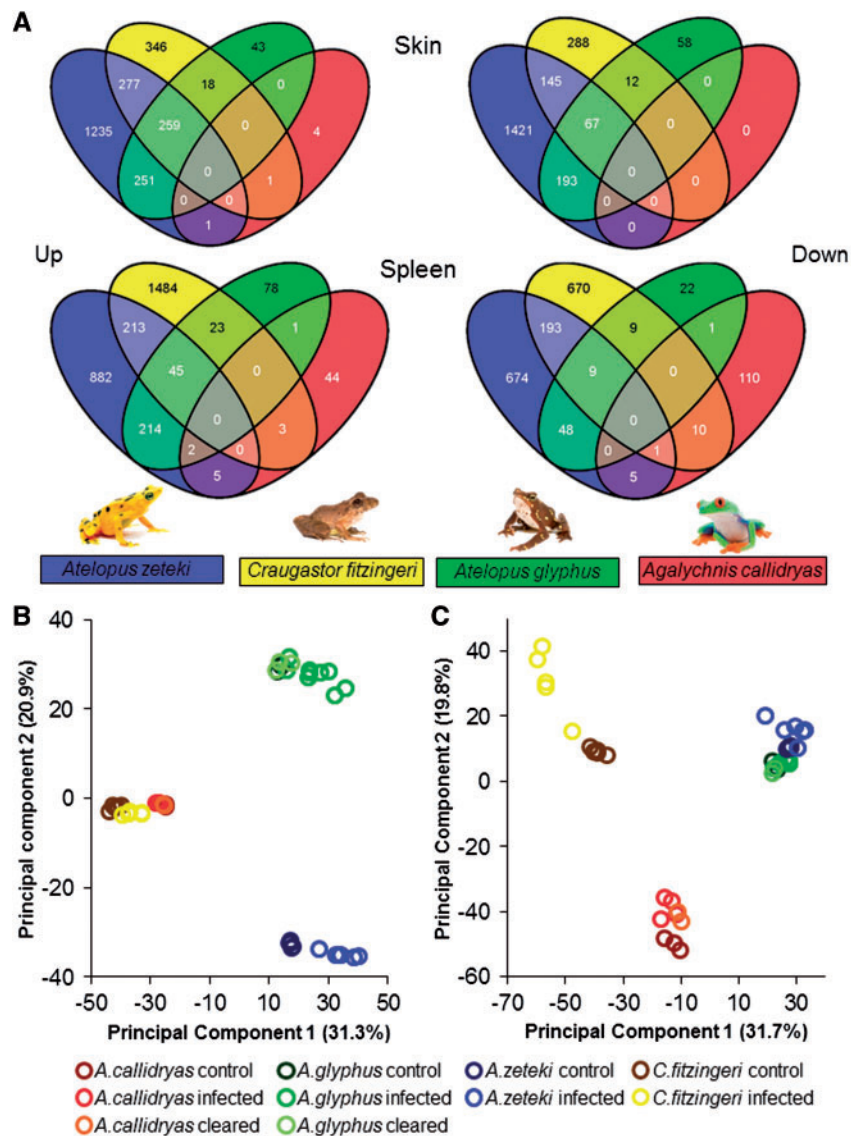 A
Skin
346 43
277 18 0
1235 259 0 4
251 0 1
0 0
1
288 58
145 12 0
1421 67 0 0
193 0 0
0 0
0
Up
Spleen
Down
1484 78
213 23 1
882 45 0 44
214 0 3
2 0
5
670 22
193 9 1
674 9 0 110
48 0 10
0 1
5
Atelopus zeteki
Craugastor fitzingeri
Atelopus glyphus
Agalychnis callidryas
B
Principal component 2 (20.9%)
40
20
0
-20
-40
-50 -30 -10 10 30 50
Principal Component 1 (31.3%)
C
Principal Component 2 (19.8%)
60
40
20
0
-20
-40
-60
-70 -50 -30 -10 10 30
Principal Component 1 (31.7%)
A.callidryas control
A.callidryas infected
A.callidryas cleared
A.glyphus control
A.glyphus infected
A.glyphus cleared
A.zeteki control
A.zeteki infected
C.fitzingeri control
C.fitzingeri infected